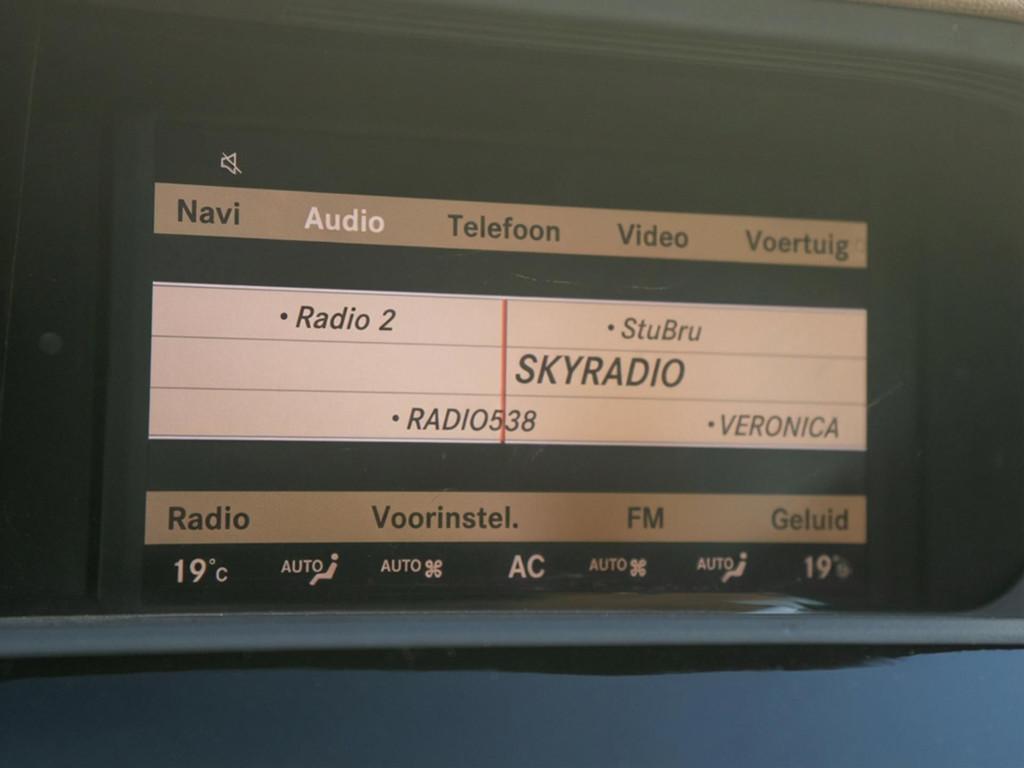 Navi Audio Telefoon Video Voertuig
• Radio 2 • StuBru
SKYRADIO
• RADIO538 • VERONICA
Radio Voorinstel. FM Geluid
19°C AUTO AUTO AC AUTO AUTO 19°